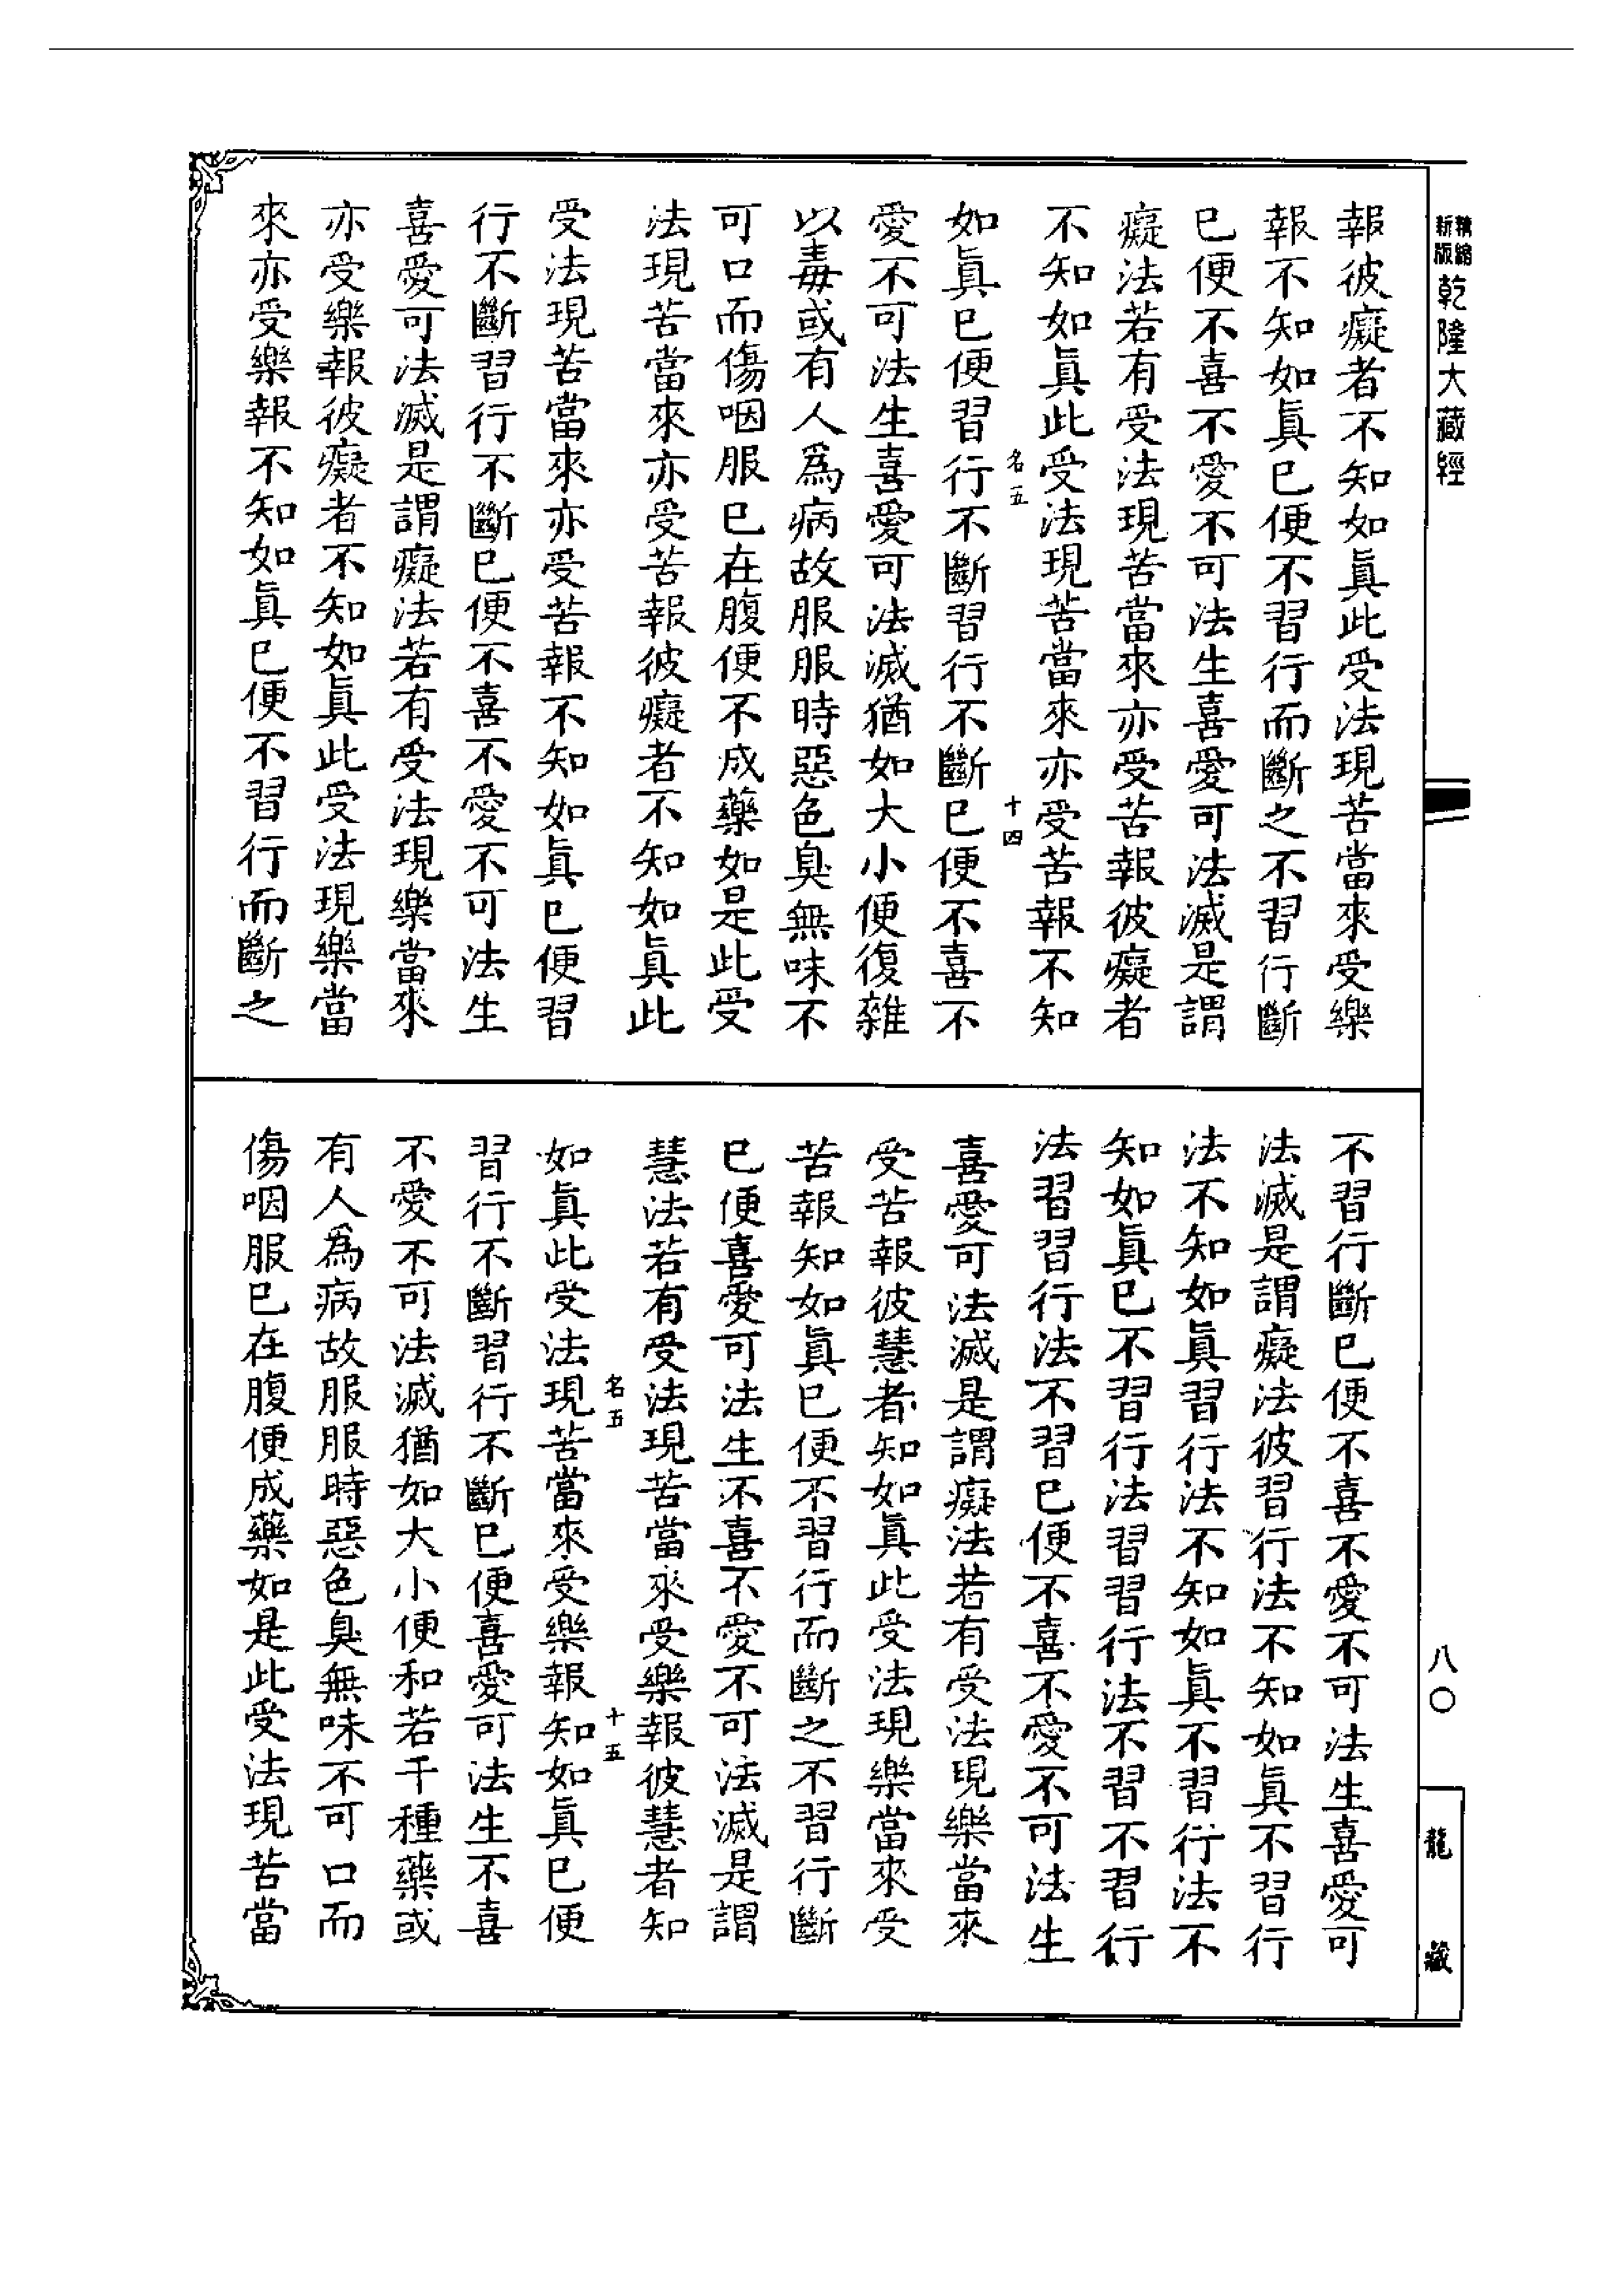 精縮新版乾隆大藏經
報彼癡者不知如眞此受法現苦當來受樂
報不知如眞已便不習行而斷之不習行斷
已便不喜不愛不可法生喜愛可法滅是謂
癡法若有受法現苦當來亦受苦報彼癡者
不知如眞此受法現苦當來亦受苦報不知
名五
十四
如眞已便習行不斷習行不斷已便不喜不
愛不可法生喜愛可法滅猶如大小便復雜
以毒或有人爲病故服服時惡色臭無味不
可口而傷咽服已在腹便不成藥如是此受
法現苦當來亦受苦報彼癡者不知如眞此
受法現苦當來亦受苦報不知如眞已便習
行不斷習行不斷已便不喜不愛不可法生
喜愛可法滅是謂癡法若有受法現樂當來
亦受樂報彼癡者不知如眞此受法現樂當
來亦受樂報不知如眞已便不習行而斷之
不習行斷已便不喜不愛不可法生喜愛可
法滅是謂癡法彼習行法不知如眞不習行
法不知如眞習行法不知如眞不習行法不
知如眞已不習行法習習行法不習不習行
法習習行法不習已便不喜不愛不可法生
喜愛可法滅是謂癡法若有受法現樂當來
受苦報彼慧者知如眞此受法現樂當來受
苦報知如眞已便不習行而斷之不習行斷
已便喜愛可法生不喜不愛不可法滅是謂
慧法若有受法現苦當來受樂報彼慧者知
名五
十五
如眞此受法現苦當來受樂報知如眞已便
習行不斷習行不斷已便喜愛可法生不喜
不愛不可法滅猶如大小便和若干種藥或
有人爲病故服服時惡色臭無味不可口而
傷咽服已在腹便成藥如是此受法現苦當
八〇
龍藏